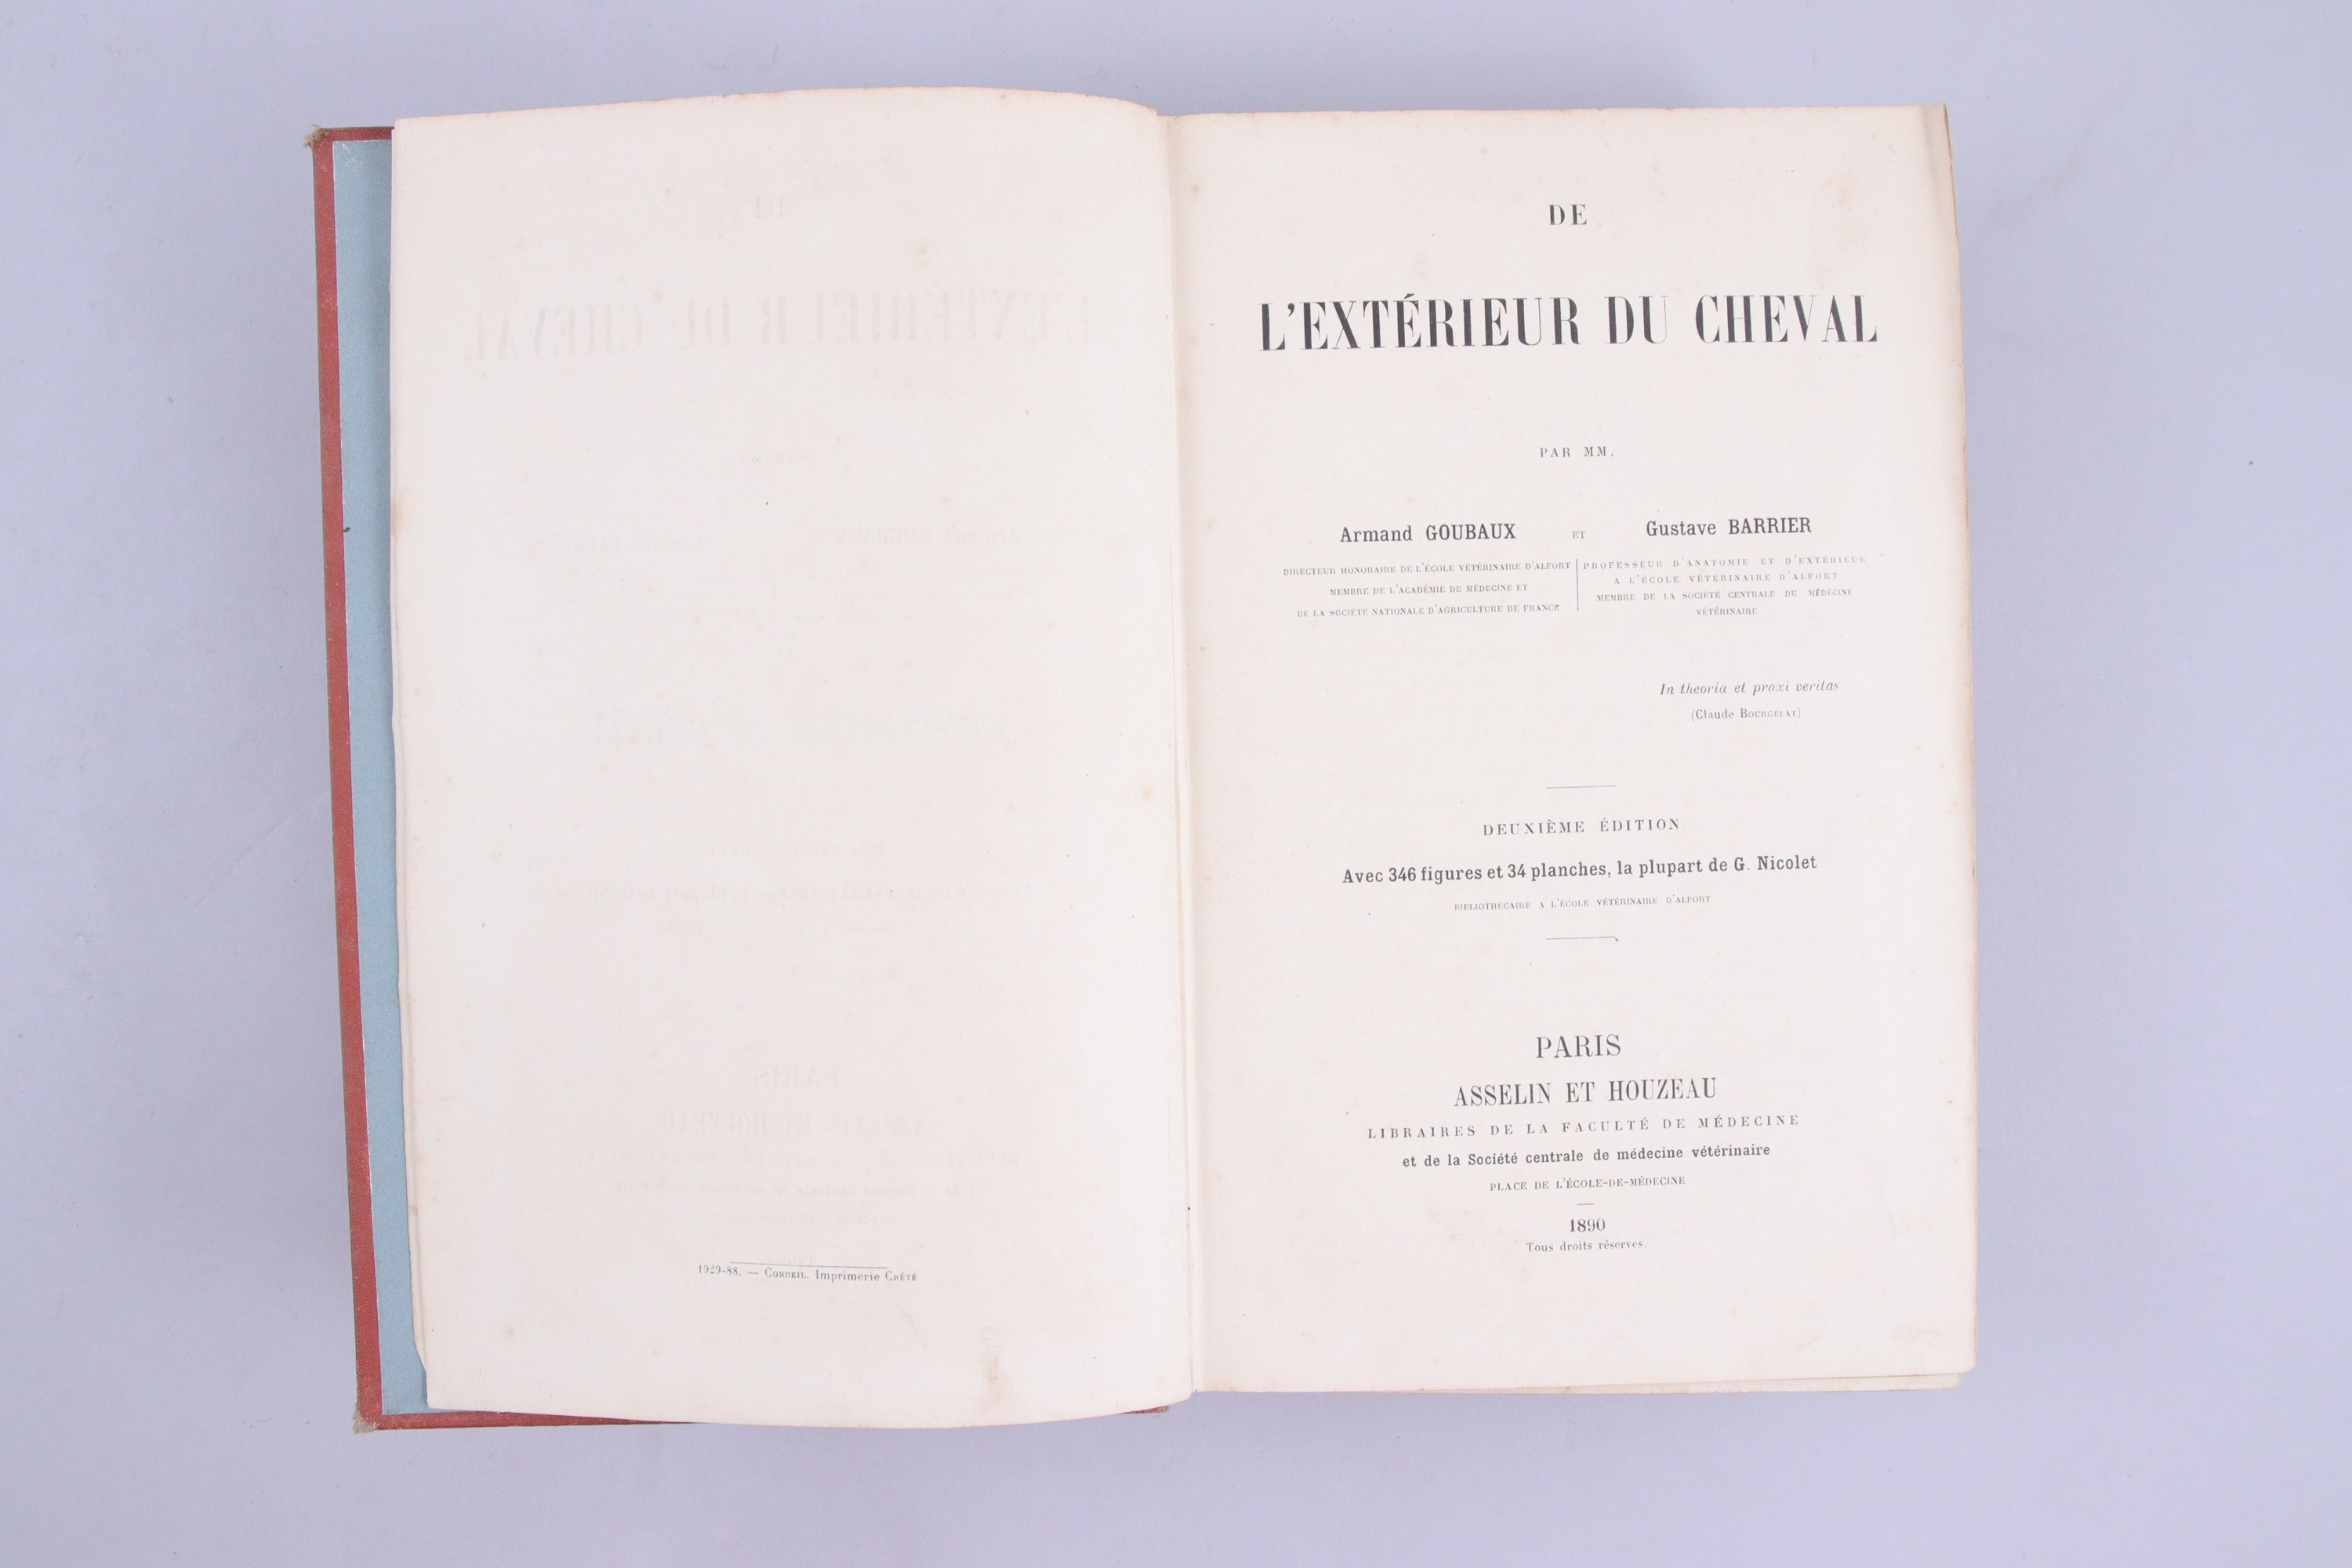 1929-88. — Corbeil. Imprimerie Crété
DE
L'EXTÉRIEUR DU CHEVAL
PAR MM.
Armand GOUBAUX ET Gustave BARRIER
DIRECTEUR HONORAIRE DE L'ÉCOLE VÉTÉRINAIRE D'ALFORT
MEMBRE DE L'ACADÉMIE DE MÉDECINE ET
DE LA SOCIÉTÉ NATIONALE D'AGRICULTURE DE FRANCE
PROFESSEUR D'ANATOMIE ET D'EXTÉRIEUR
A L'ÉCOLE VÉTÉRINAIRE D'ALFORT
MEMBRE DE LA SOCIÉTÉ CENTRALE DE MÉDECINE
VÉTÉRINAIRE
In theoria et praxi veritas
(Claude Bourgelat)
DEUXIÈME ÉDITION
Avec 346 figures et 34 planches, la plupart de G. Nicolet
BIBLIOTHÉCAIRE A L'ÉCOLE VÉTÉRINAIRE D'ALFORT
PARIS
ASSELIN ET HOUZEAU
LIBRAIRES DE LA FACULTÉ DE MÉDECINE
et de la Société centrale de médecine vétérinaire
PLACE DE L'ÉCOLE-DE-MÉDECINE
1890
Tous droits réservés.